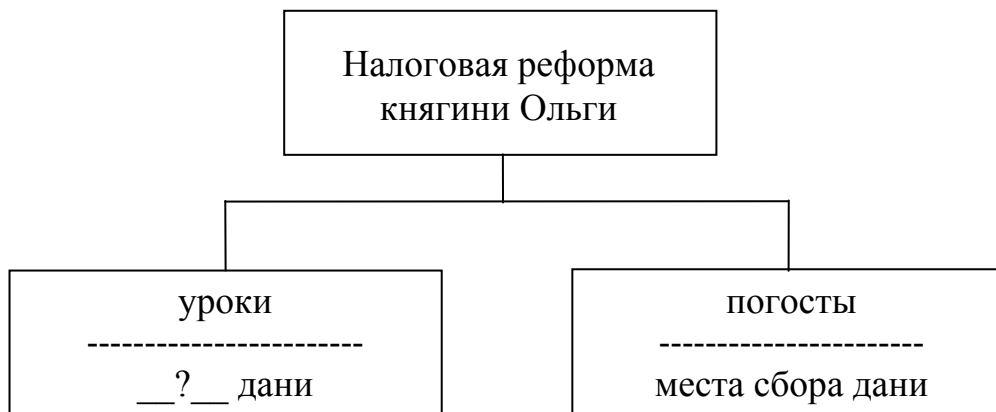 Налоговая реформа
княгини Ольги
уроки
------------------------
__?__ дани
погосты
-----------------------
места сбора дани